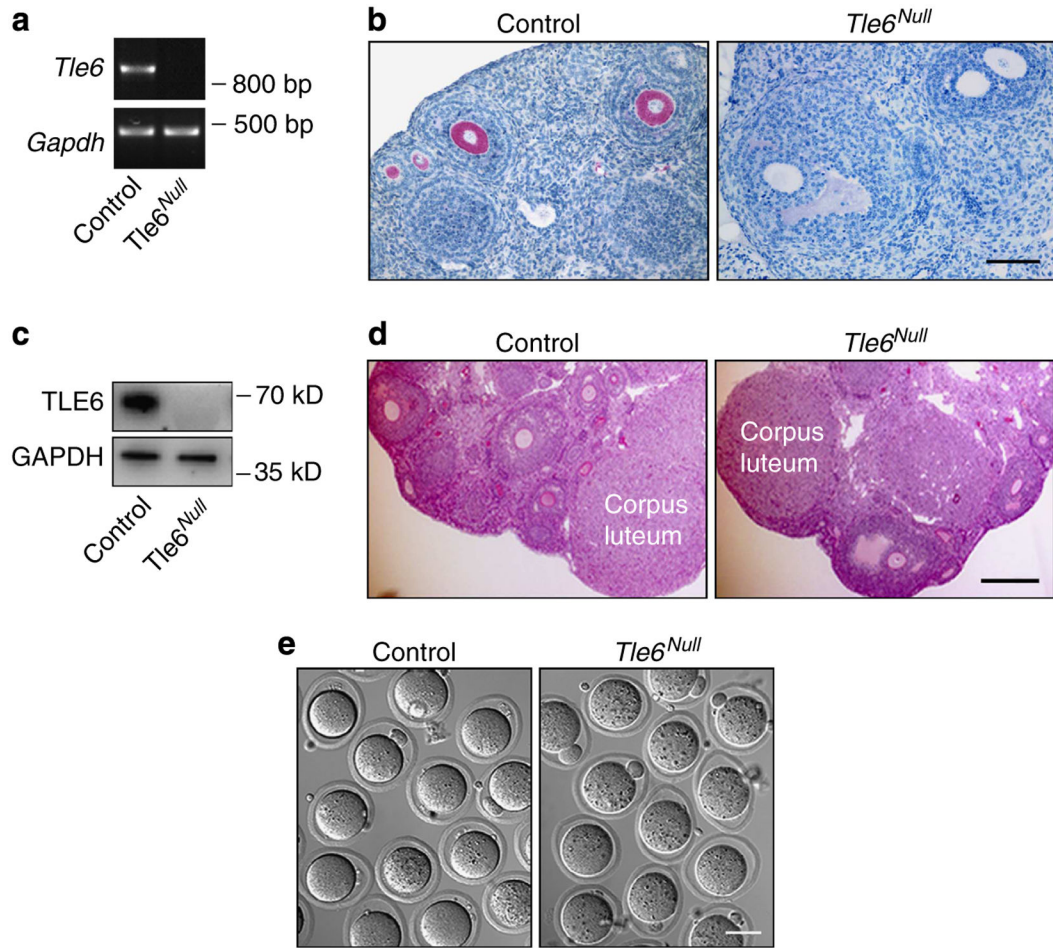 a
Tle6
– 800 bp
– 500 bp
Gapdh
Control
Tle6Null
b
Control
Tle6Null
c
TLE6
– 70 kD
GAPDH
– 35 kD
Control
Tle6Null
d
Control
Tle6Null
Corpus
luteum
Corpus
luteum
e
Control
Tle6Null